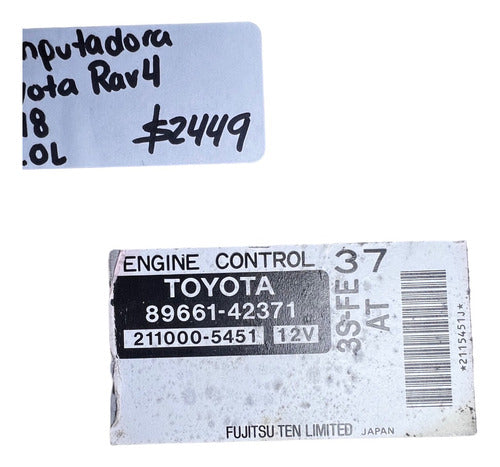 mputadora
yota Rav4
18
.0L
$2449
ENGINE CONTROL 37
TOYOTA
89661-42371
211000-5451 12V
3S-FE
AT
*2115451J*
FUJITSU TEN LIMITED JAPAN